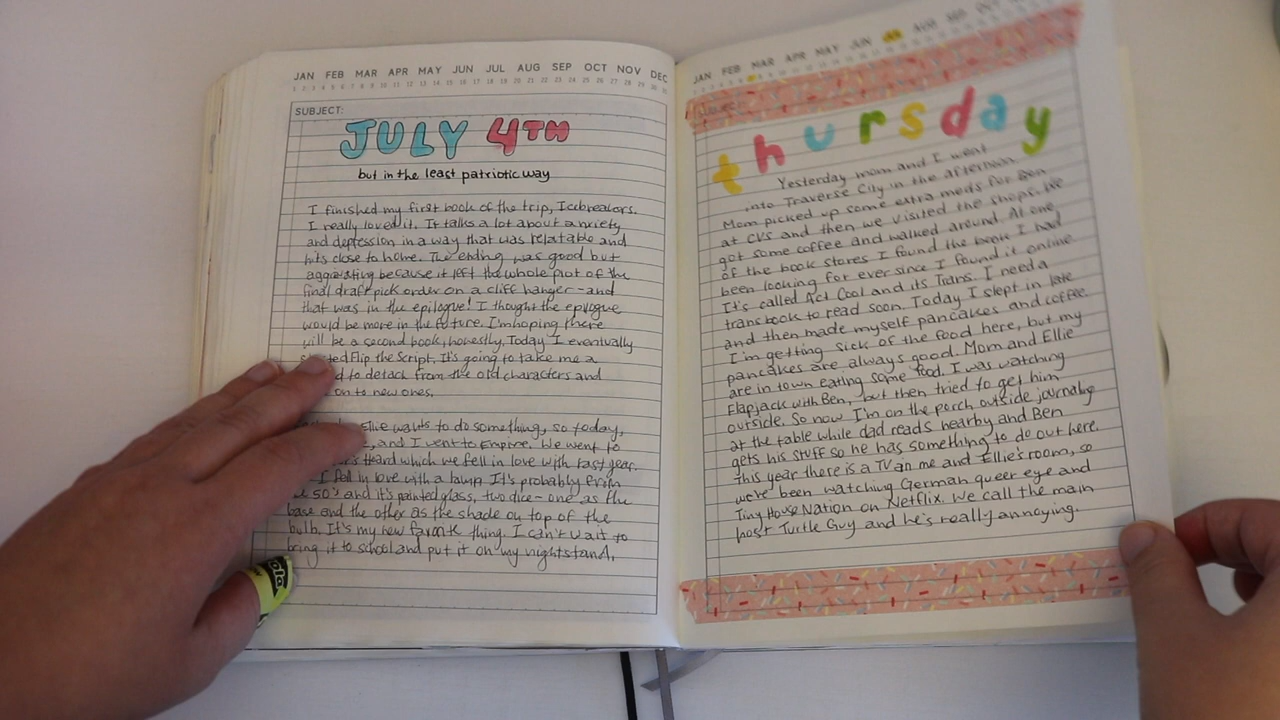 JAN FEB MAR APR MAY JUN JUL AUG SEP OCT NOV DEC
SUBJECT:
JULY 4TH
but in the least patriotic way
I finished my first book of the trip, Icebreakers.
I really loved it. It talks a lot about anxiety
and depression in a way that was relatable and
hits close to home. The ending was good but
aggravating because it left the whole plot of the
final draft pick order on a cliff hanger - and
that was in the epilogue! I thought the epilogue
would be more in the future. I'm hoping there
will be a second book, honestly. Today I eventually
started Flip the Script. It's going to take me a
to detach from the old characters and
on to new ones.
Ellie wants to do something, so today,
and I went to Empire. We went to
Heard which we fell in love with last year.
I fell in love with a lamp. It's probably from
50's and it's painted glass, two dice - one as the
base and the other as the shade on top of the
bulb. It's my new favorite thing. I can't wait to
bring it to school and put it on my nightstand.
JAN FEB MAR APR MAY JUN AUG SEP OCT
thursday
Yesterday mom and I went
into Traverse City in the afternoon.
Mom picked up some extra meds for Ben
at CVS and then we visited the shops. We
got some coffee and walked around. At one
of the book stores I found the book I had
been looking for ever since I found it online.
It's called Act Cool and its Trans. I need a
trans book to read soon. Today I slept in late
and then made myself pancakes and coffee.
I'm getting sick of the food here, but my
pancakes are always good. Mom and Ellie
are in town eating some food. I was watching
Flapjack with Ben, but then tried to get him
outside. So now I'm on the porch outside journaling
at the table while dad reads nearby and Ben
gets his stuff so he has something to do out here.
This year there is a TV in me and Ellie's room, so
we've been watching German queer eye and
Tiny House Nation on Netflix. We call the main
host Turtle Guy and he's really annoying.